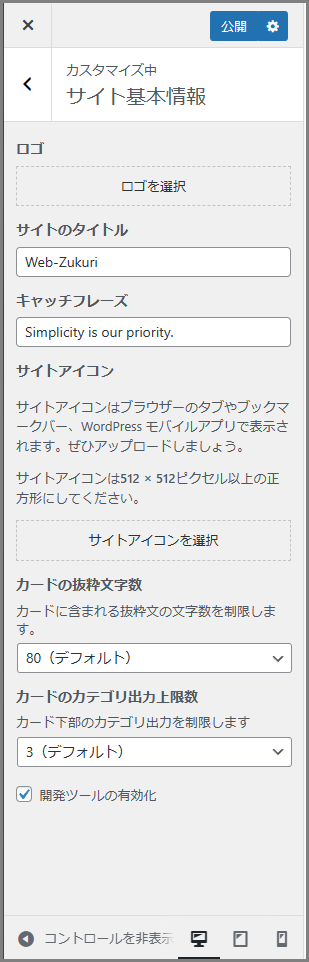 公開
カスタマイズ中
サイト基本情報
ロゴ
ロゴを選択
サイトのタイトル
Web-Zukuri
キャッチフレーズ
Simplicity is our priority.
サイトアイコン
サイトアイコンはブラウザーのタブやブックマ
ークバー、WordPress モバイルアプリで表示さ
れます。ぜひアップロードしましょう。
サイトアイコンは512 × 512ピクセル以上の正
方形にしてください。
サイトアイコンを選択
カードの抜粋文字数
カードに含まれる抜粋文の文字数を制限しま
す。
80（デフォルト）
カードのカテゴリ出力上限数
カード下部のカテゴリ出力を制限します
3（デフォルト）
開発ツールの有効化
コントロールを非表示